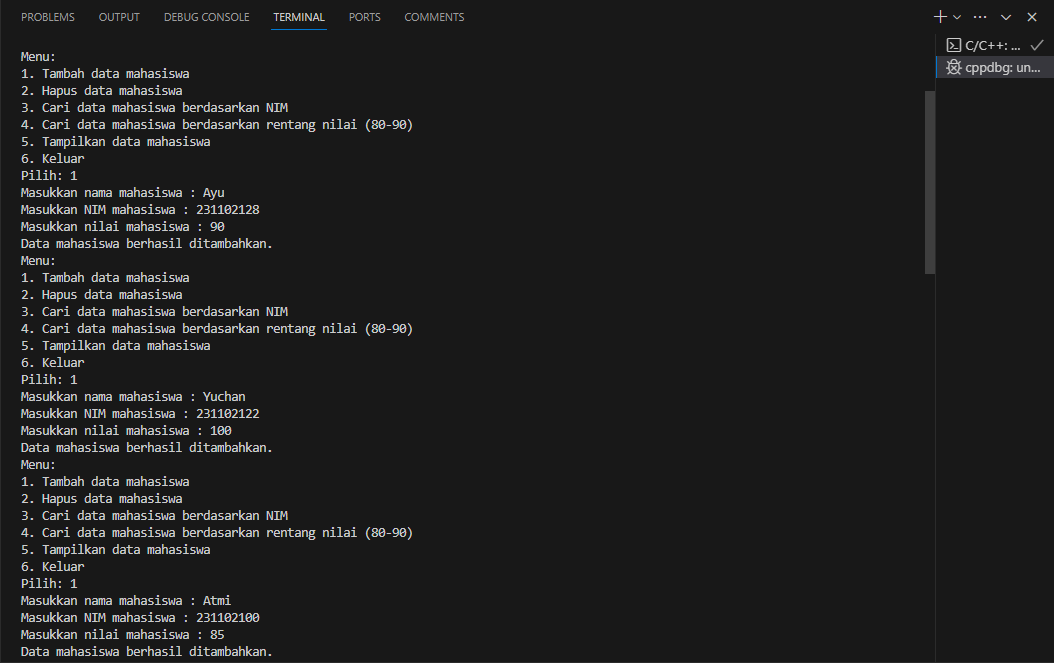 PROBLEMS OUTPUT DEBUG CONSOLE TERMINAL PORTS COMMENTS
C/C++: ...
cppdbg: un...
Menu:
1. Tambah data mahasiswa
2. Hapus data mahasiswa
3. Cari data mahasiswa berdasarkan NIM
4. Cari data mahasiswa berdasarkan rentang nilai (80-90)
5. Tampilkan data mahasiswa
6. Keluar
Pilih: 1
Masukkan nama mahasiswa : Ayu
Masukkan NIM mahasiswa : 231102128
Masukkan nilai mahasiswa : 90
Data mahasiswa berhasil ditambahkan.
Menu:
1. Tambah data mahasiswa
2. Hapus data mahasiswa
3. Cari data mahasiswa berdasarkan NIM
4. Cari data mahasiswa berdasarkan rentang nilai (80-90)
5. Tampilkan data mahasiswa
6. Keluar
Pilih: 1
Masukkan nama mahasiswa : Yuchan
Masukkan NIM mahasiswa : 231102122
Masukkan nilai mahasiswa : 100
Data mahasiswa berhasil ditambahkan.
Menu:
1. Tambah data mahasiswa
2. Hapus data mahasiswa
3. Cari data mahasiswa berdasarkan NIM
4. Cari data mahasiswa berdasarkan rentang nilai (80-90)
5. Tampilkan data mahasiswa
6. Keluar
Pilih: 1
Masukkan nama mahasiswa : Atmi
Masukkan NIM mahasiswa : 231102100
Masukkan nilai mahasiswa : 85
Data mahasiswa berhasil ditambahkan.